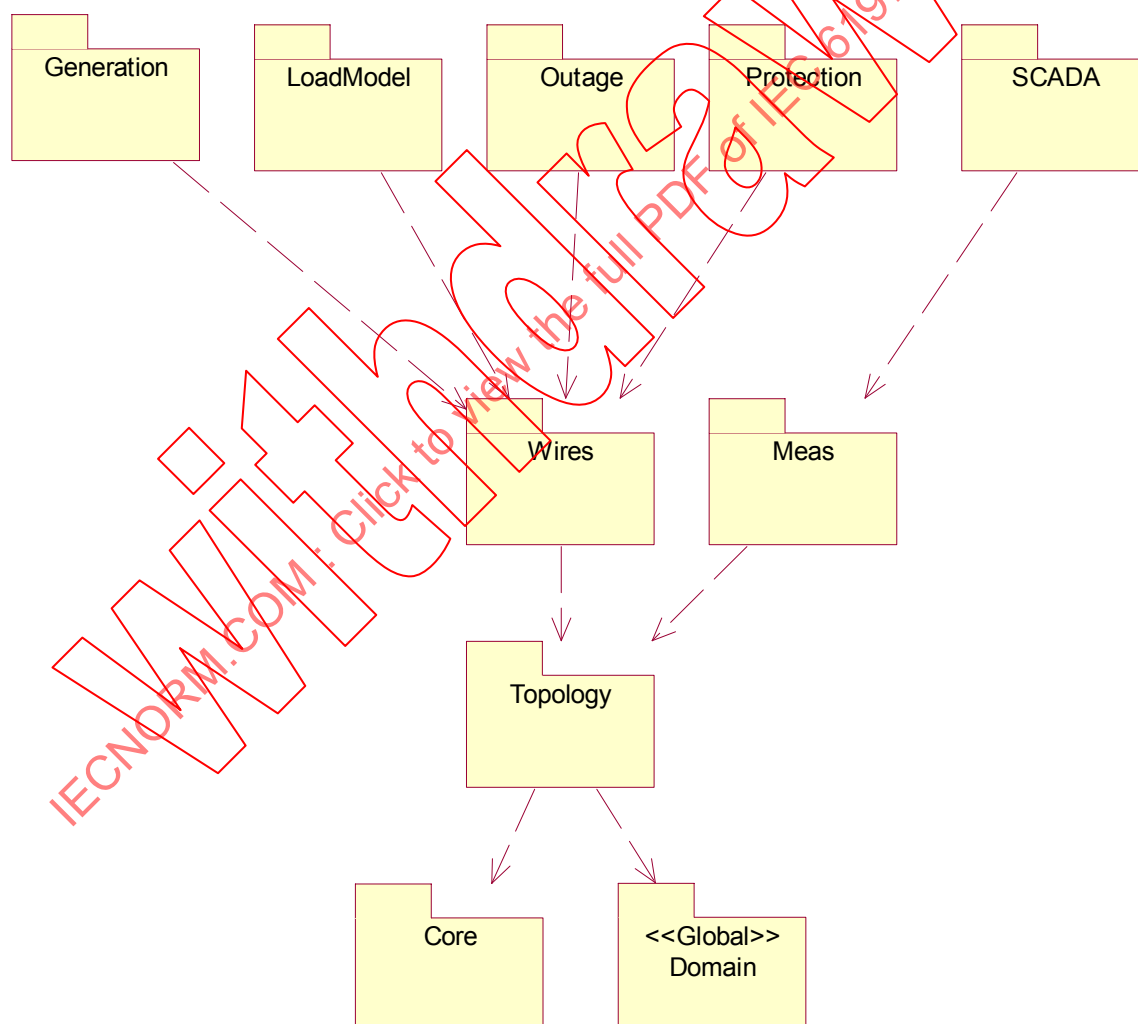 Generation
LoadModel
Outage
Protection
SCADA
Wires
Meas
Topology
Core
<<Global>>
Domain
Withdrawn
IECNORM.COM : Click to view the full PDF of IEC 6197